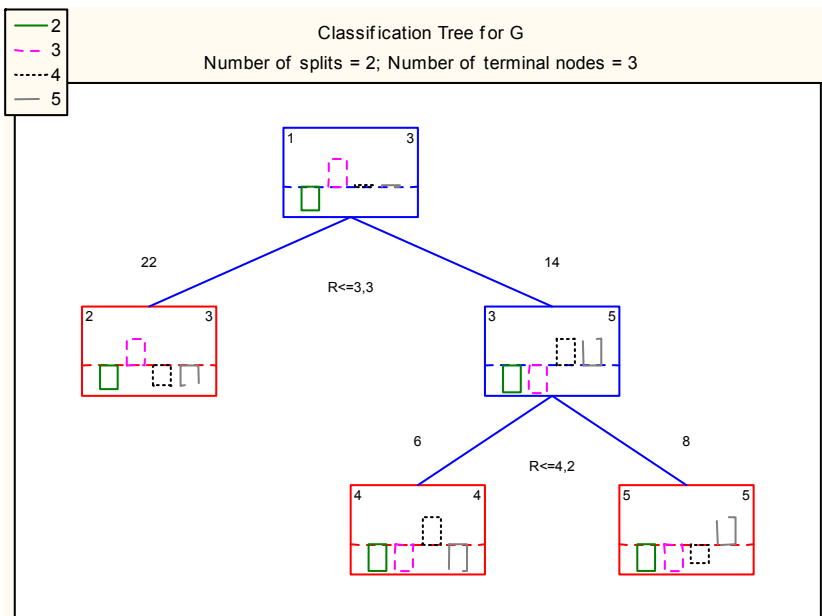 2
3
4
5
Classification Tree for G
Number of splits = 2; Number of terminal nodes = 3
1 3
22 14
R<=3,3
2 3
3 5
6 8
R<=4,2
4 4
5 5